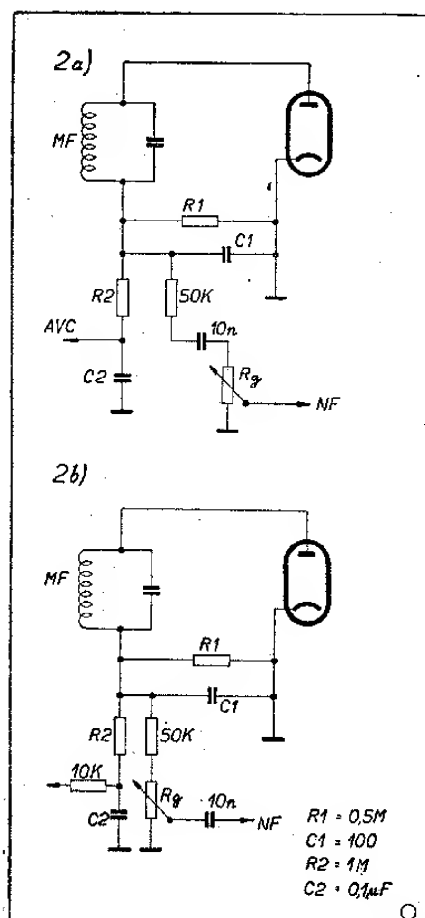 2a)
MF
R1
C1
R2
50K
AVC
10n
C2
Rg
NF
2b)
MF
R1
C1
R2
50K
10K
Rg
10n
C2
NF
R1 = 0,5M
C1 = 100
R2 = 1M
C2 = 0,1µF